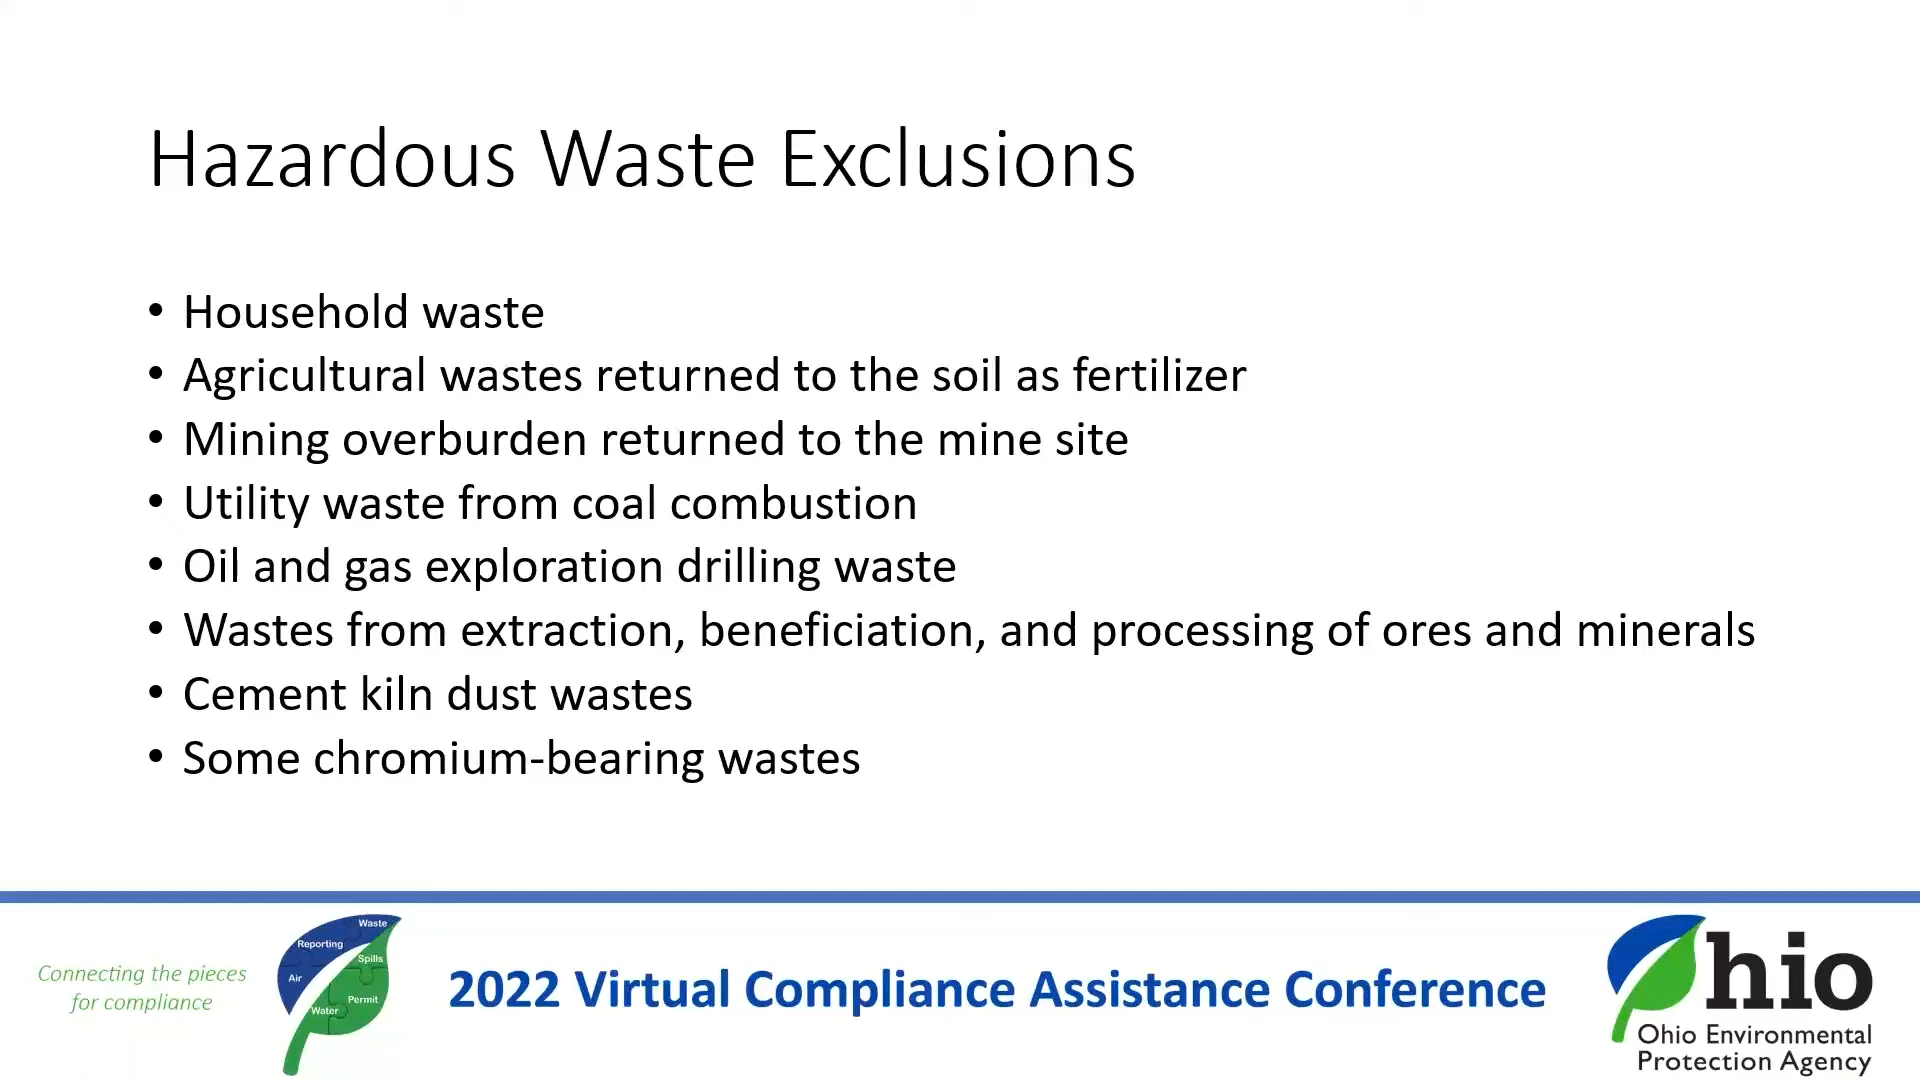 Hazardous Waste Exclusions
• Household waste
• Agricultural wastes returned to the soil as fertilizer
• Mining overburden returned to the mine site
• Utility waste from coal combustion
• Oil and gas exploration drilling waste
• Wastes from extraction, beneficiation, and processing of ores and minerals
• Cement kiln dust wastes
• Some chromium-bearing wastes
Connecting the pieces
for compliance
Waste
Reporting
Spills
Air
Permit
Water
2022 Virtual Compliance Assistance Conference
Ohio
Ohio Environmental
Protection Agency